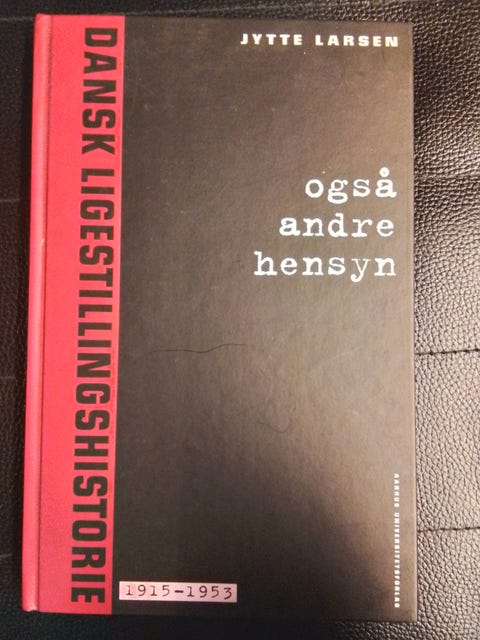 JYTTE LARSEN
DANSK LIGESTILLINGSHISTORIE
også
andre
hensyn
AARHUS UNIVERSITETSFORLAG
1915-1953